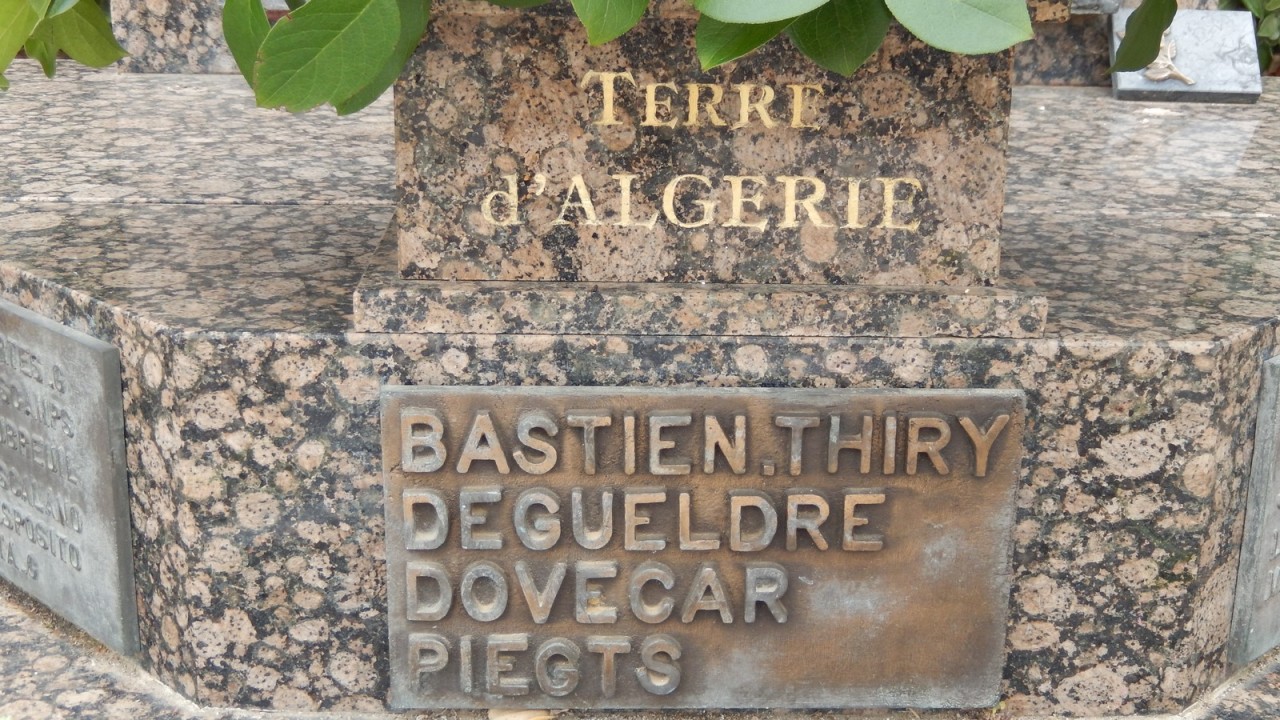 TERRE
d'ALGERIE
BASTIEN.THIRY
DEGUELDRE
DOVECAR
PIEGTS